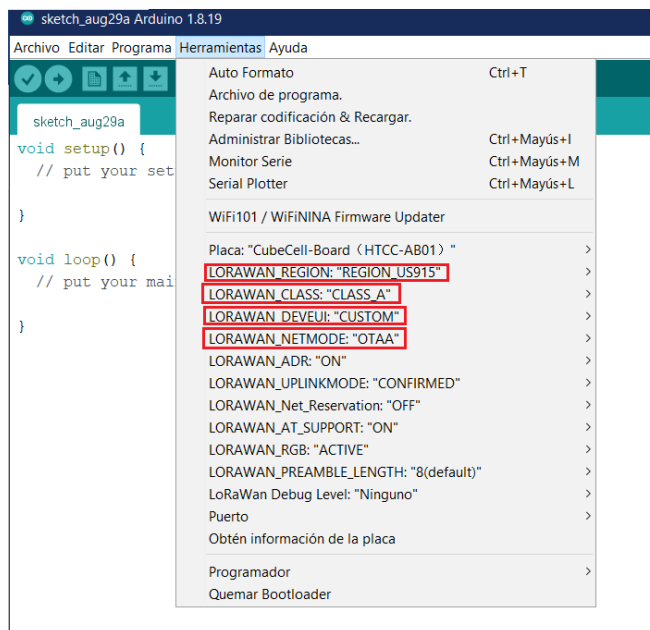 sketch_aug29a Arduino 1.8.19
Archivo Editar Programa Herramientas Ayuda
sketch_aug29a
void setup() {
// put your set
}
void loop() {
// put your mai
}
Auto Formato Ctrl+T
Archivo de programa.
Reparar codificación & Recargar.
Administrar Bibliotecas... Ctrl+Mayús+I
Monitor Serie Ctrl+Mayús+M
Serial Plotter Ctrl+Mayús+L
WiFi101 / WiFiNINA Firmware Updater
Placa: "CubeCell-Board（HTCC-AB01）"
LORAWAN_REGION: "REGION_US915"
LORAWAN_CLASS: "CLASS_A"
LORAWAN_DEVEUI: "CUSTOM"
LORAWAN_NETMODE: "OTAA"
LORAWAN_ADR: "ON"
LORAWAN_UPLINKMODE: "CONFIRMED"
LORAWAN_Net_Reservation: "OFF"
LORAWAN_AT_SUPPORT: "ON"
LORAWAN_RGB: "ACTIVE"
LORAWAN_PREAMBLE_LENGTH: "8(default)"
LoRaWan Debug Level: "Ninguno"
Puerto
Obtén información de la placa
Programador
Quemar Bootloader